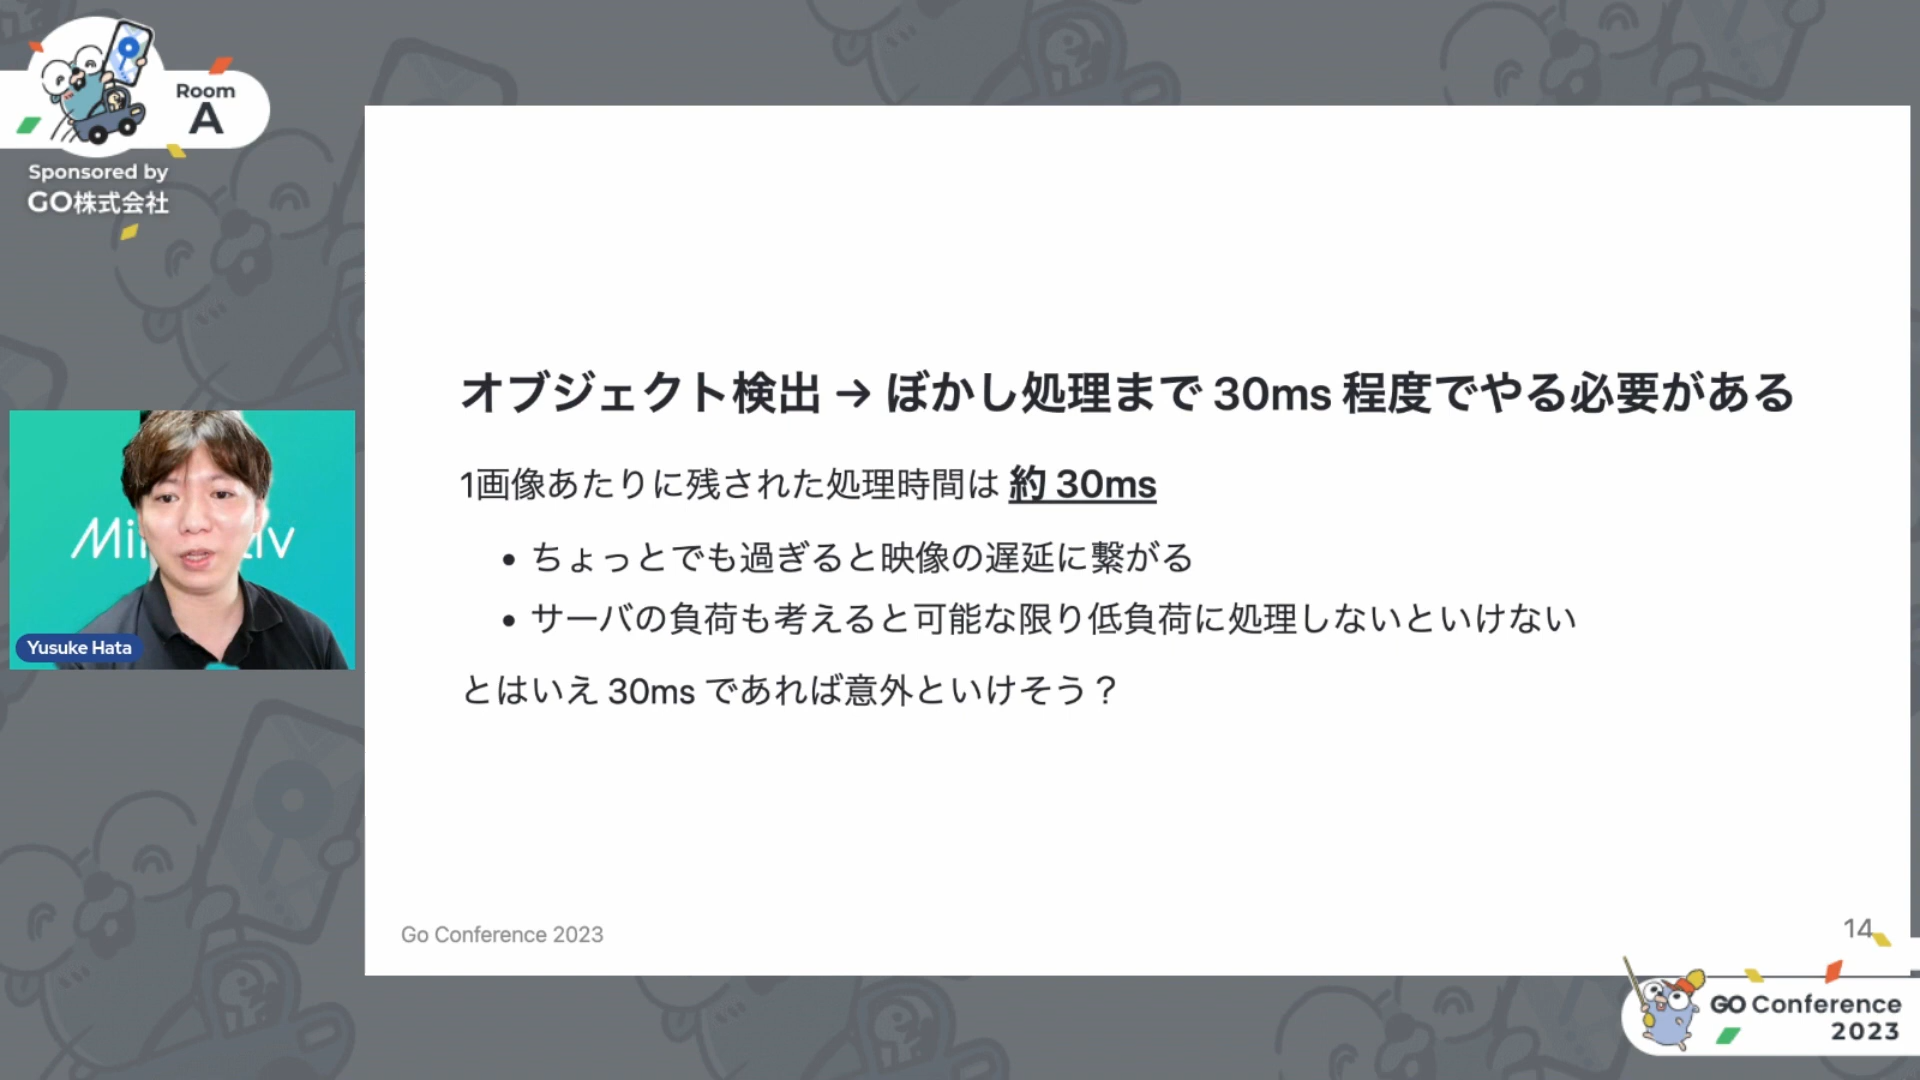 Room
A
Sponsored by
GO株式会社
オブジェクト検出 → ぼかし処理まで 30ms 程度でやる必要がある
1画像あたりに残された処理時間は 約 30ms
• ちょっとでも過ぎると映像の遅延に繋がる
• サーバの負荷も考えると可能な限り低負荷に処理しないといけない
とはいえ 30ms であれば意外といけそう？
Yusuke Hata
Go Conference 2023
14
GO Conference
2023